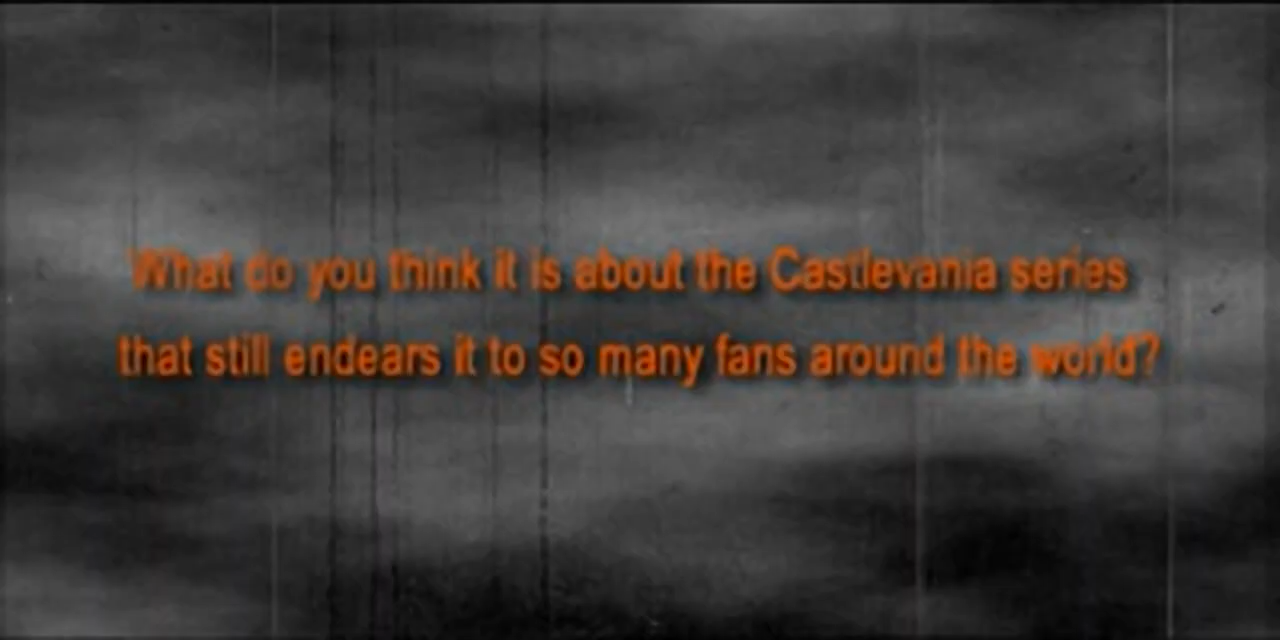 What do you think it is about the Castlevania series
that still endears it to so many fans around the world?